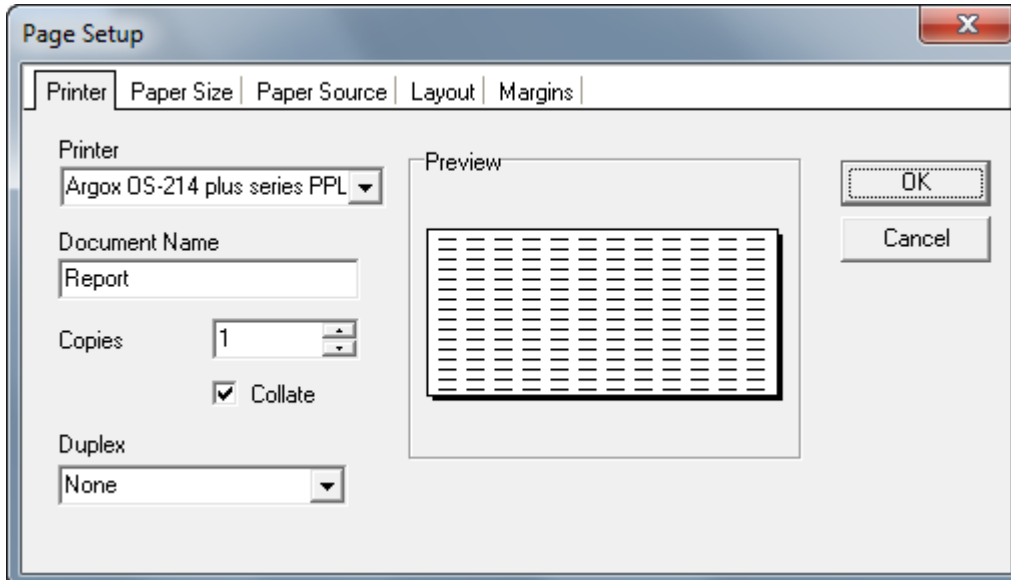 Page Setup
Printer
Paper Size
Paper Source
Layout
Margins
Printer
Argox OS-214 plus series PPL
Document Name
Report
Copies
1
Collate
Duplex
None
Preview
OK
Cancel